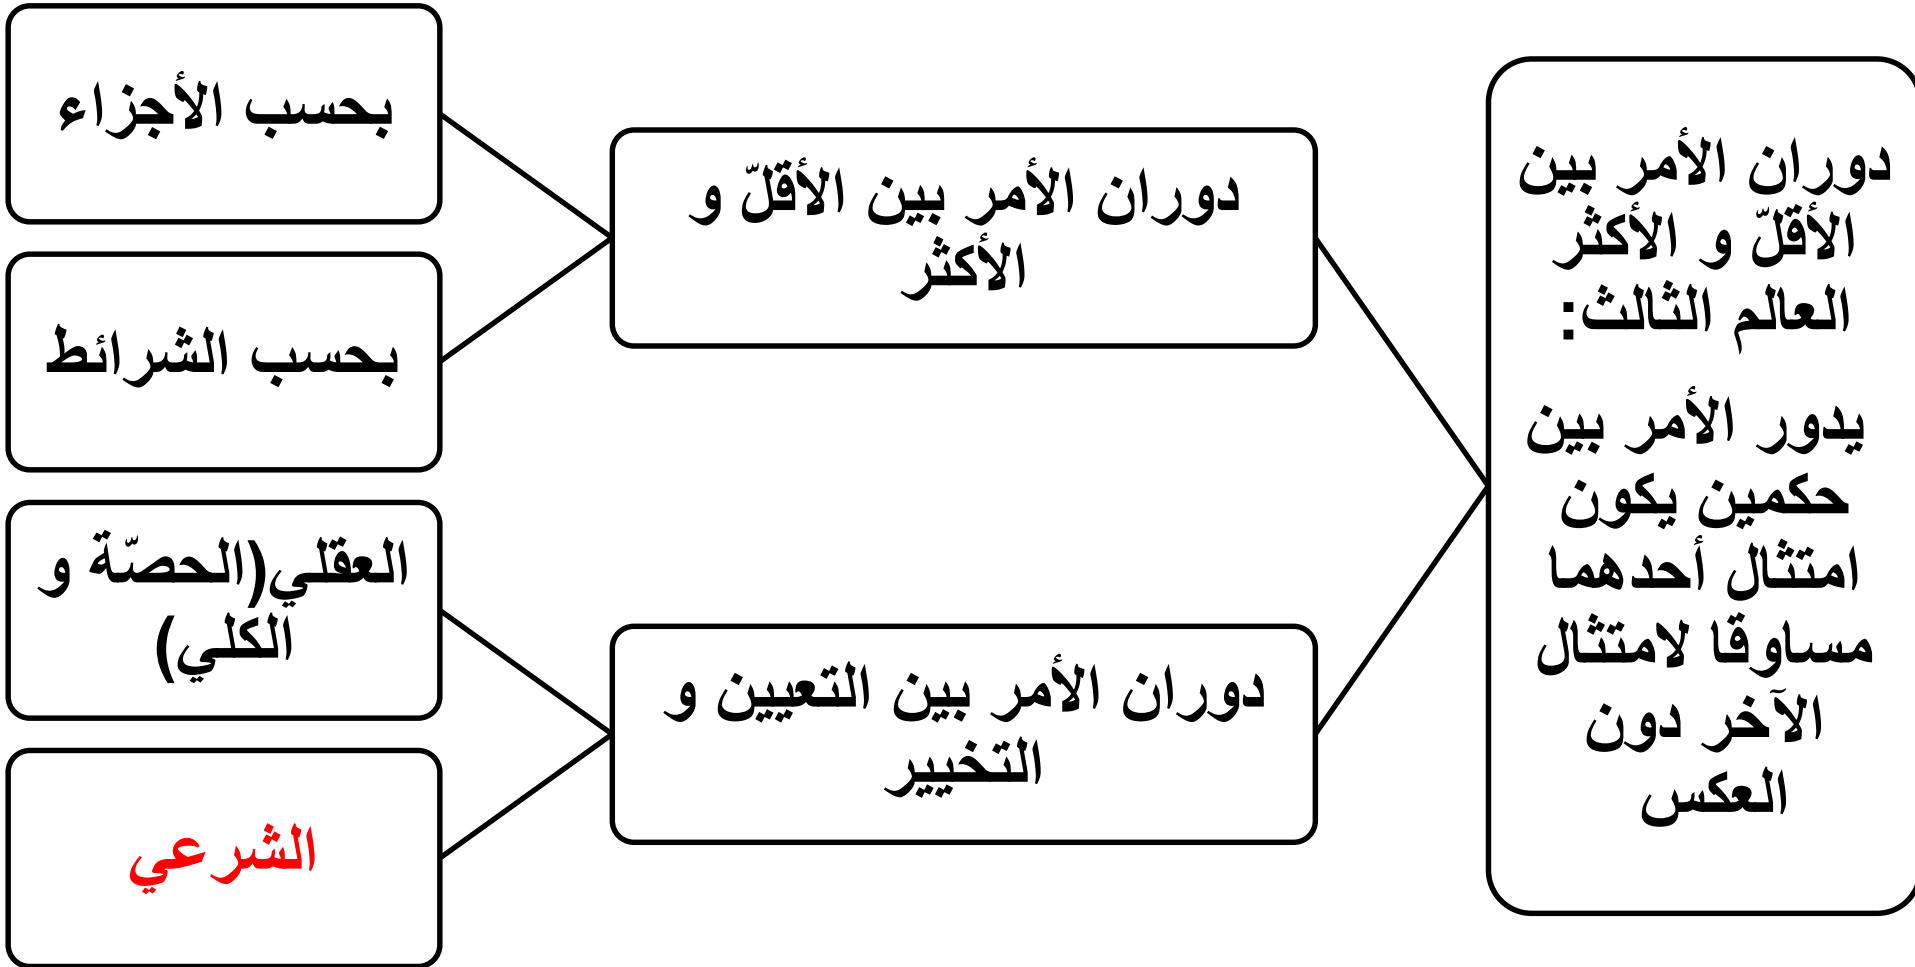 دوران الأمر بين
الأقلّ و الأكثر
العالم الثالث:
يدور الأمر بين
حكمين يكون
امتثال أحدهما
مساوقا لامتثال
الآخر دون
العكس
دوران الأمر بين الأقلّ و
الأكثر
بحسب الأجزاء
بحسب الشرائط
دوران الأمر بين التعيين و
التخيير
العقلي(الحصّة و
الكلي)
الشرعي